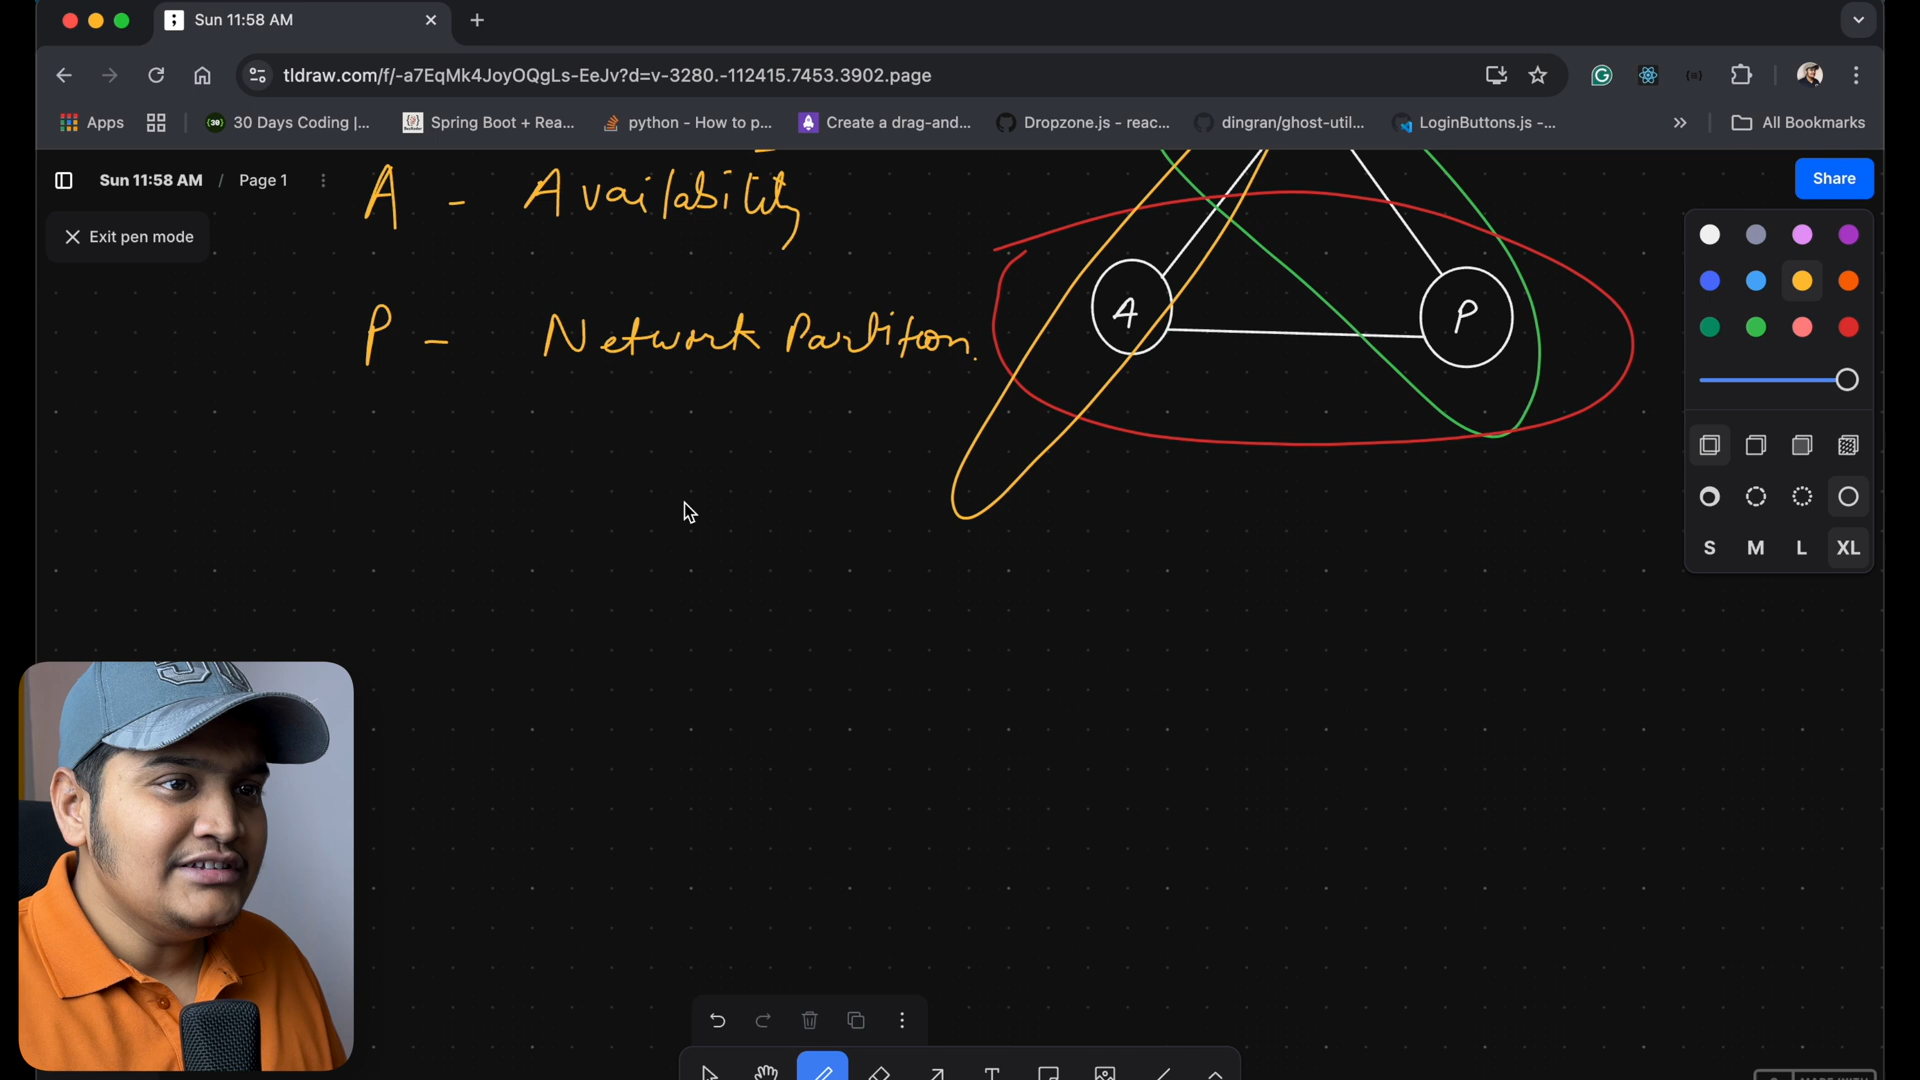 Sun 11:58 AM
tldraw.com/f/-a7EqMk4JoyOQgLs-EeJv?d=v-3280.-112415.7453.3902.page
Apps
30 Days Coding |...
Spring Boot + Rea...
python - How to p...
Create a drag-and...
Dropzone.js - reac...
dingran/ghost-util...
LoginButtons.js -...
All Bookmarks
Sun 11:58 AM / Page 1
Share
Exit pen mode
A - Availability
P - Network Partition.
A
P
S M L XL